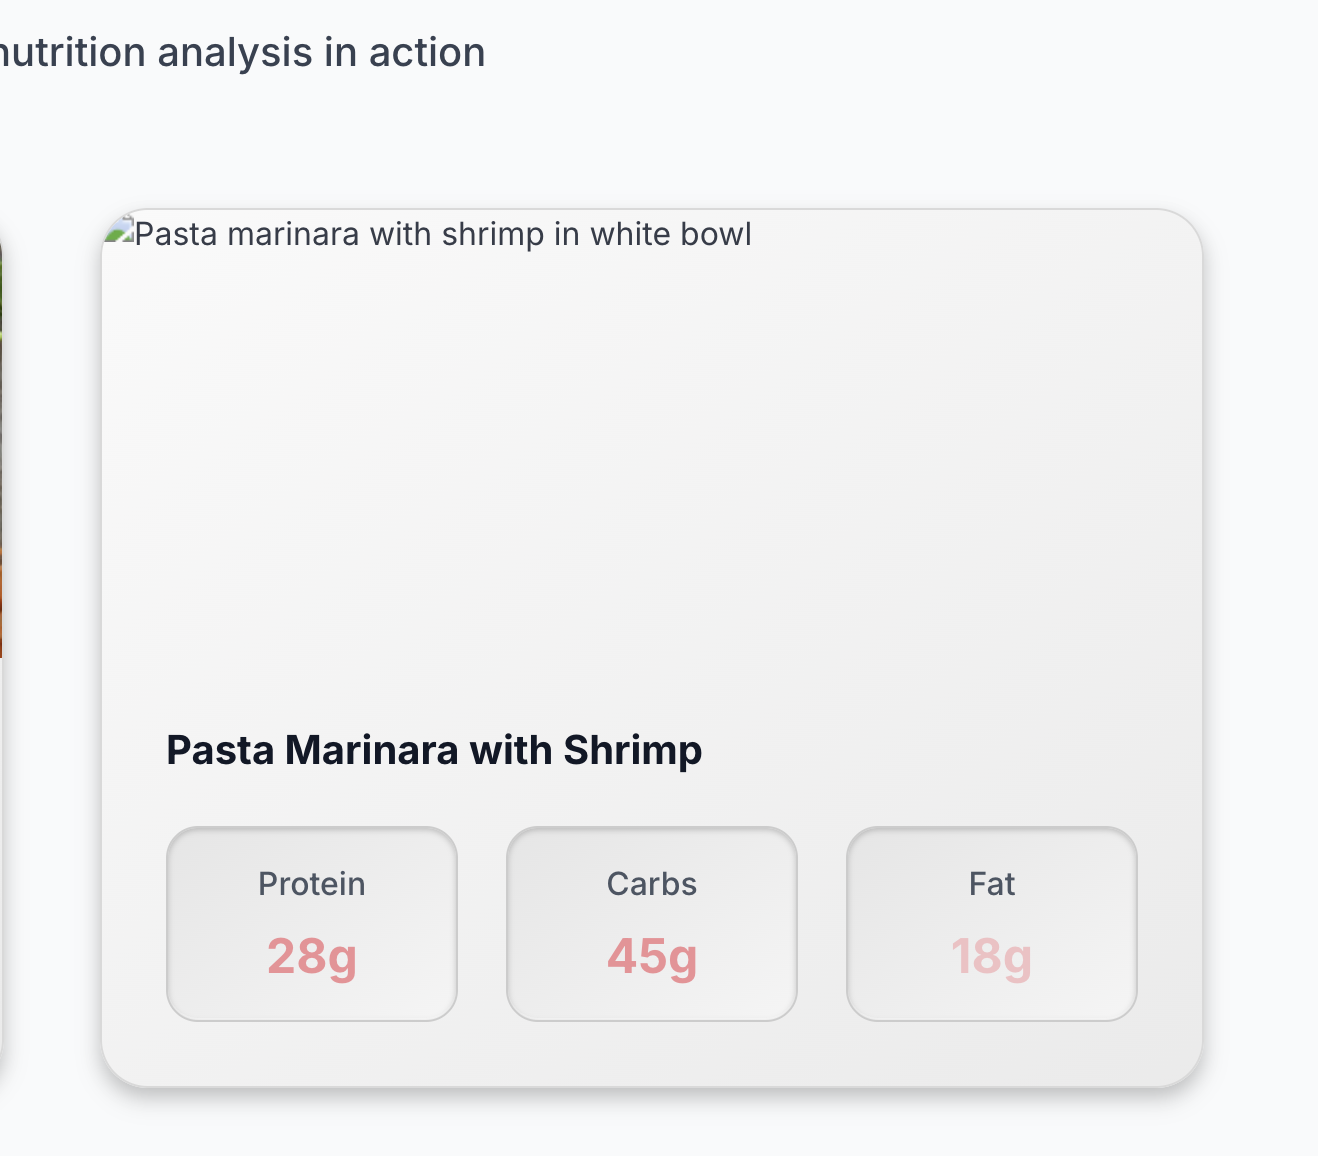 nutrition analysis in action
Pasta marinara with shrimp in white bowl
Pasta Marinara with Shrimp
Protein
28g
Carbs
45g
Fat
18g